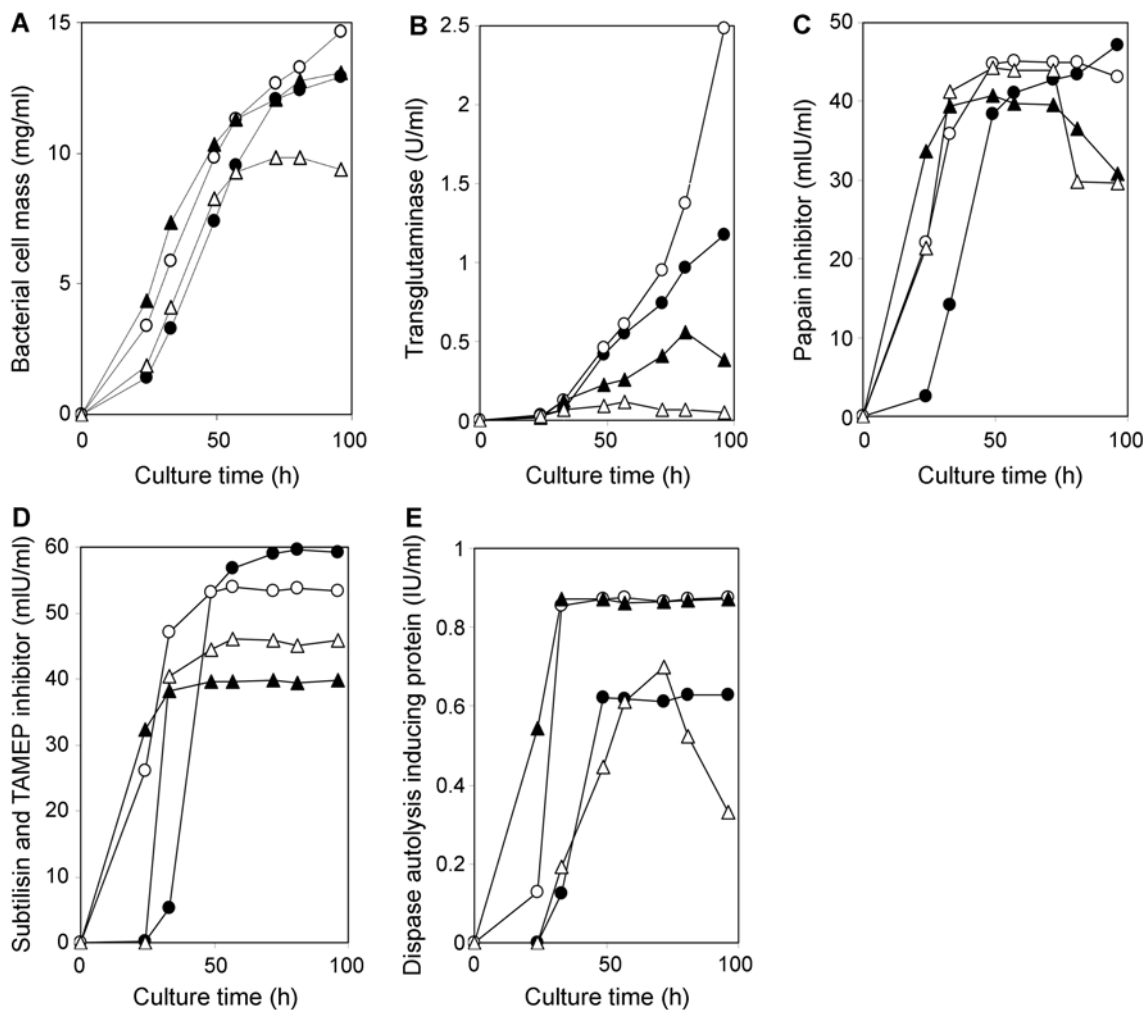 A
Bacterial cell mass (mg/ml)
15
10
5
0
0
50
100
Culture time (h)
B
Transglutaminase (U/ml)
2.5
2
1.5
1
0.5
0
0
50
100
Culture time (h)
C
Papain inhibitor (mIU/ml)
50
40
30
20
10
0
0
50
100
Culture time (h)
D
Subtilisin and TAMEP inhibitor (mIU/ml)
60
50
40
30
20
10
0
0
50
100
Culture time (h)
E
Dispase autolysis inducing protein (IU/ml)
1
0.8
0.6
0.4
0.2
0
0
50
100
Culture time (h)